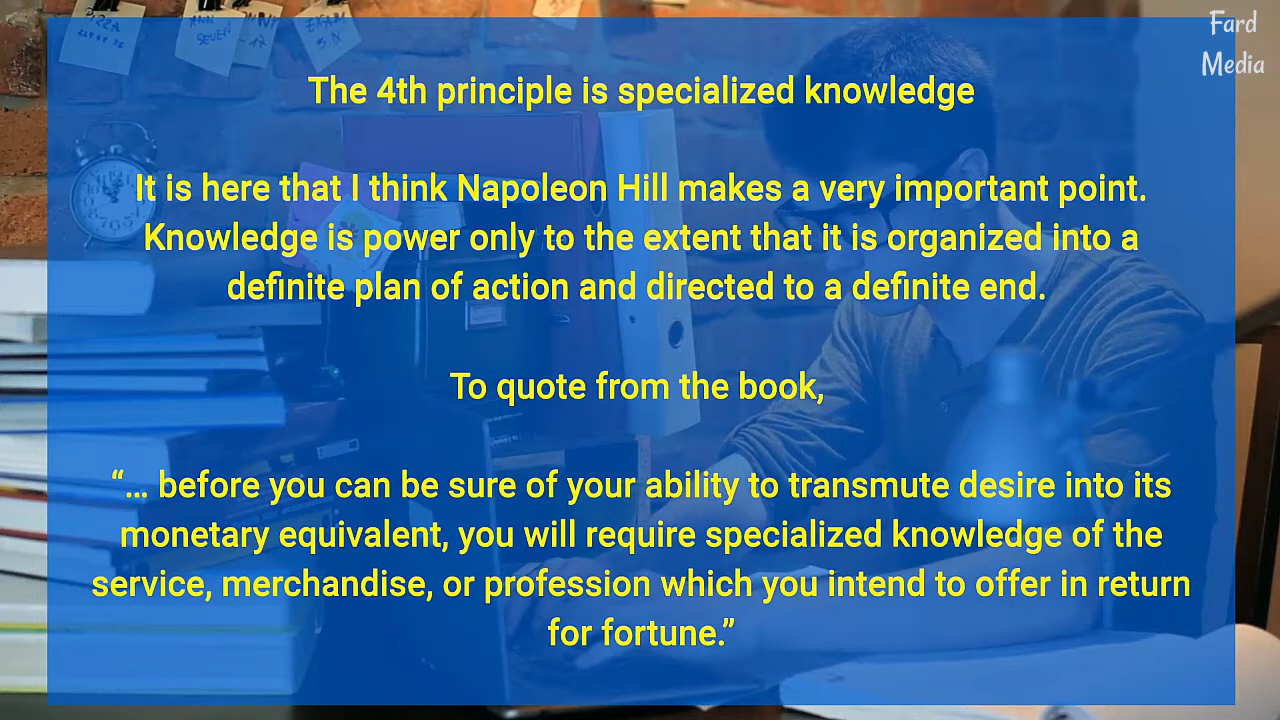 Fard
Media
The 4th principle is specialized knowledge
It is here that I think Napoleon Hill makes a very important point.
Knowledge is power only to the extent that it is organized into a
definite plan of action and directed to a definite end.
To quote from the book,
“... before you can be sure of your ability to transmute desire into its
monetary equivalent, you will require specialized knowledge of the
service, merchandise, or profession which you intend to offer in return
for fortune.”